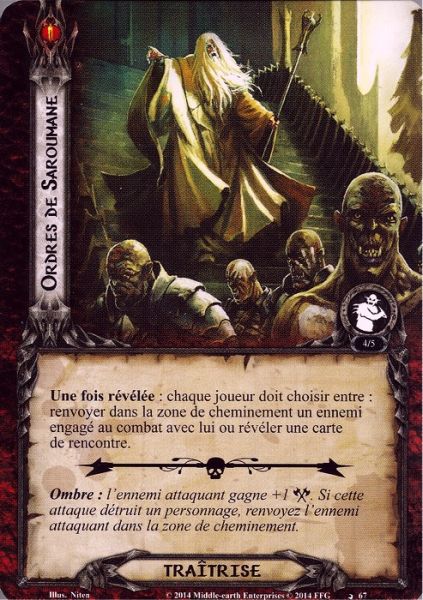 ORDRES DE SAROUMANE
4/5
Une fois révélée : chaque joueur doit choisir entre :
renvoyer dans la zone de cheminement un ennemi
engagé au combat avec lui ou révéler une carte
de rencontre.
Ombre : l'ennemi attaquant gagne +1 . Si cette
attaque détruit un personnage, renvoyez l'ennemi
attaquant dans la zone de cheminement.
TRAÎTRISE
Illus. Niten © 2014 Middle-earth Enterprises © 2014 FFG 67